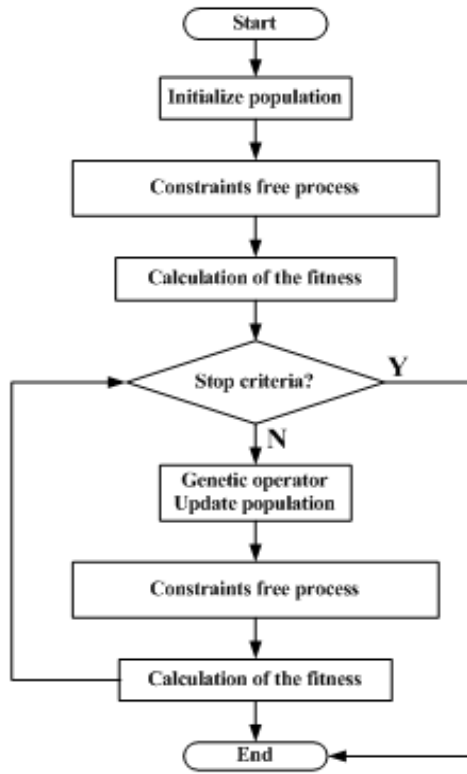 Start
Initialize population
Constraints free process
Calculation of the fitness
Stop criteria?
Y
N
Genetic operator
Update population
Constraints free process
Calculation of the fitness
End